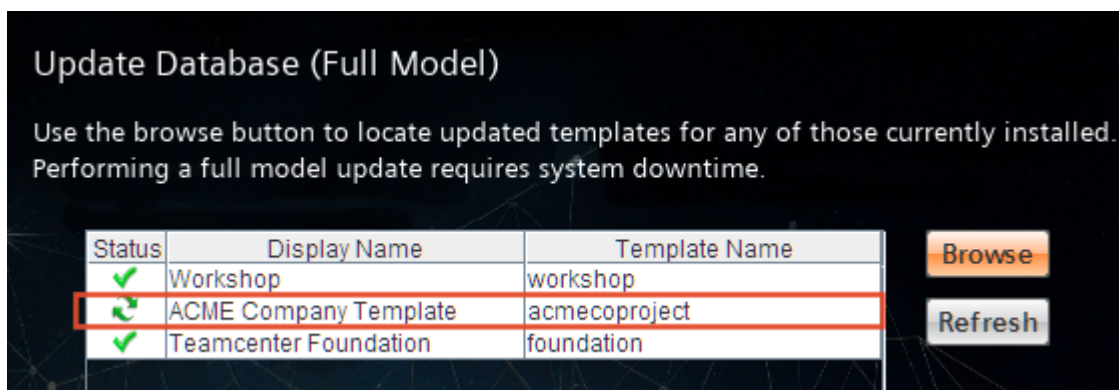 Update Database (Full Model)
Use the browse button to locate updated templates for any of those currently installed.
Performing a full model update requires system downtime.
Status Display Name Template Name
Workshop workshop
ACME Company Template acmecoproject
Teamcenter Foundation foundation
Browse
Refresh